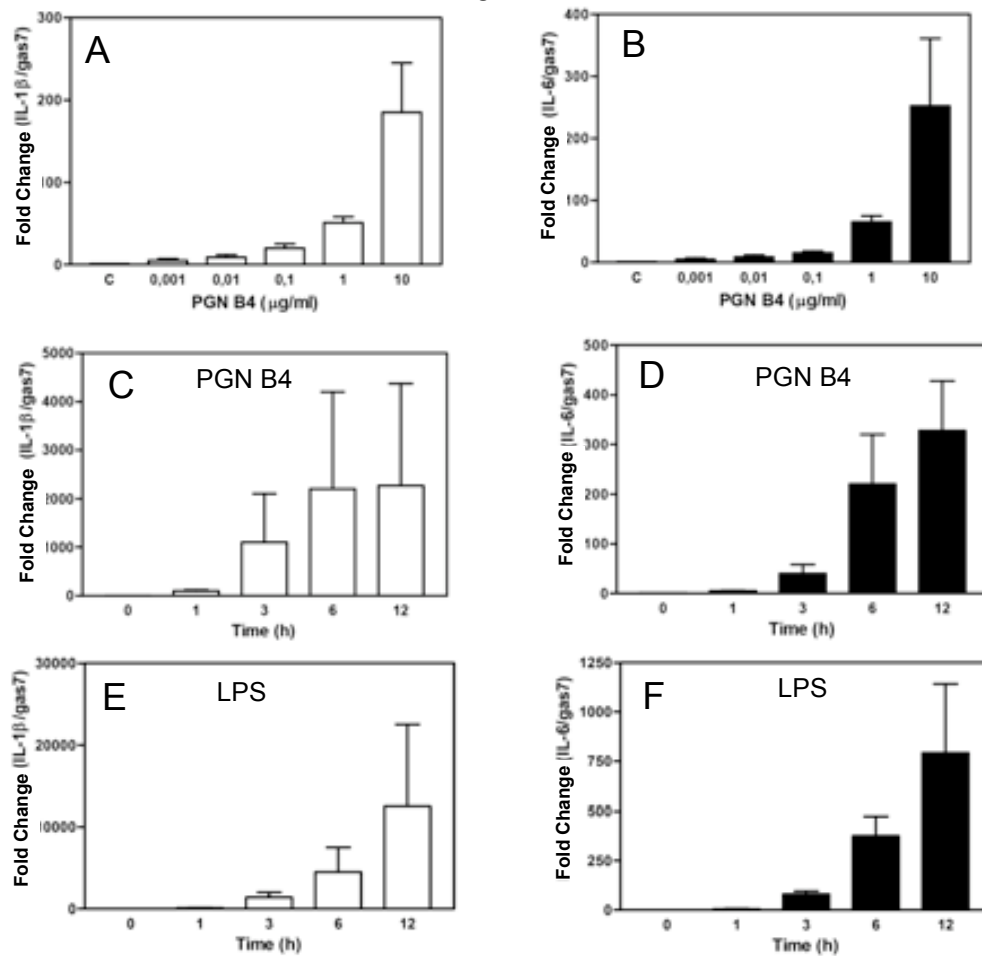 A
Fold Change (IL-1β/gas7)
300
200
100
0
C 0,001 0,01 0,1 1 10
PGN B4 (μg/ml)
B
Fold Change (IL-6/gas7)
400
300
200
100
0
C 0,001 0,01 0,1 1 10
PGN B4 (μg/ml)
C
PGN B4
Fold Change (IL-1β/gas7)
5000
4000
3000
2000
1000
0
0 1 3 6 12
Time (h)
D
PGN B4
Fold Change (IL-6/gas7)
500
400
300
200
100
0
0 1 3 6 12
Time (h)
E
LPS
Fold Change (IL-1β/gas7)
30000
20000
10000
0
0 1 3 6 12
Time (h)
F
LPS
Fold Change (IL-6/gas7)
1250
1000
750
500
250
0
0 1 3 6 12
Time (h)